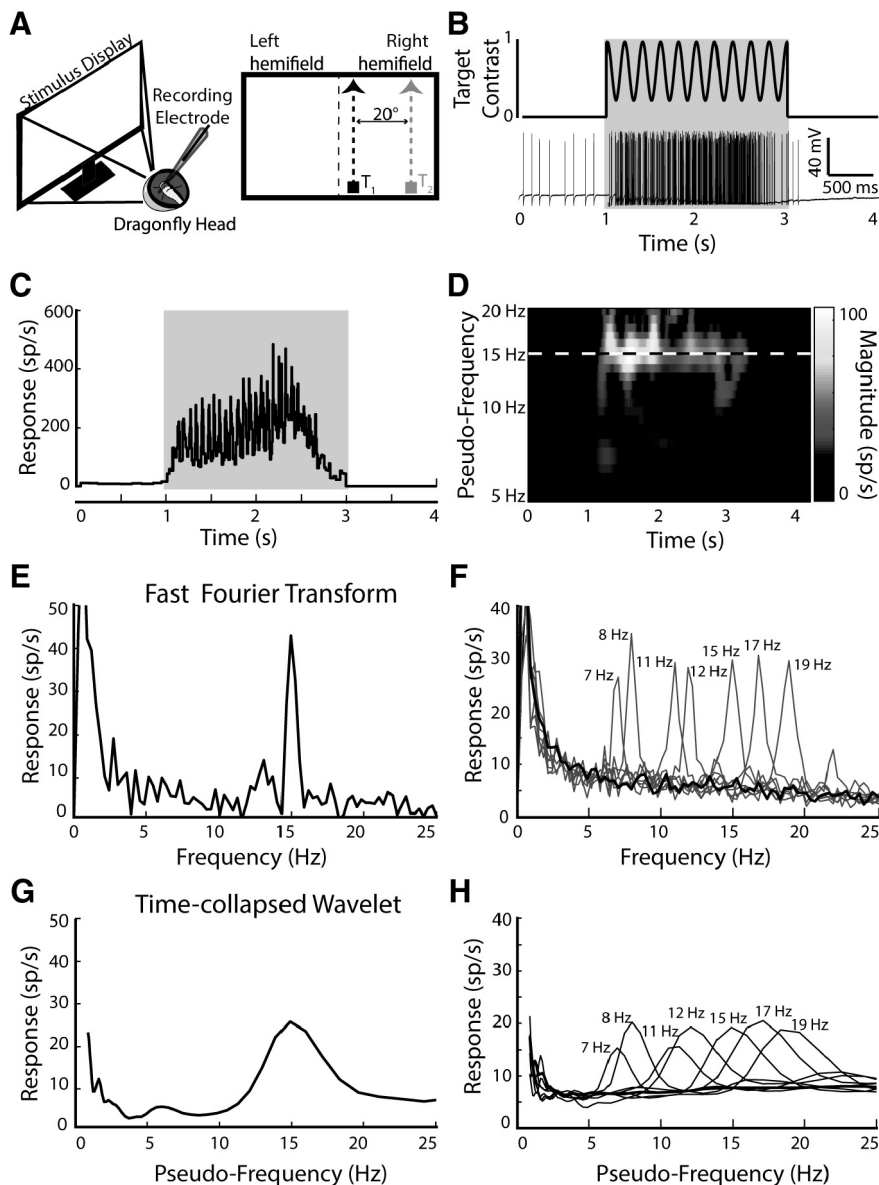 A
Stimulus Display
Recording
Electrode
Dragonfly Head
Left
hemifield
Right
hemifield
20°
T1
T2
B
Target
Contrast
1
0
40 mV
500 ms
0 1 2 3 4
Time (s)
C
Response (sp/s)
600
400
200
0
0 1 2 3 4
Time (s)
D
Pseudo-Frequency
20 Hz
15 Hz
10 Hz
5 Hz
0 1 2 3 4
Time (s)
100
0
Magnitude (sp/s)
E
Fast Fourier Transform
Response (sp/s)
50
40
30
20
10
0
0 5 10 15 20 25
Frequency (Hz)
F
Response (sp/s)
40
30
20
10
0
7 Hz
8 Hz
11 Hz
12 Hz
15 Hz
17 Hz
19 Hz
0 5 10 15 20 25
Frequency (Hz)
G
Time-collapsed Wavelet
Response (sp/s)
50
40
30
20
10
0
0 5 10 15 20 25
Pseudo-Frequency (Hz)
H
Response (sp/s)
40
30
20
10
0
7 Hz
8 Hz
11 Hz
12 Hz
15 Hz
17 Hz
19 Hz
0 5 10 15 20 25
Pseudo-Frequency (Hz)